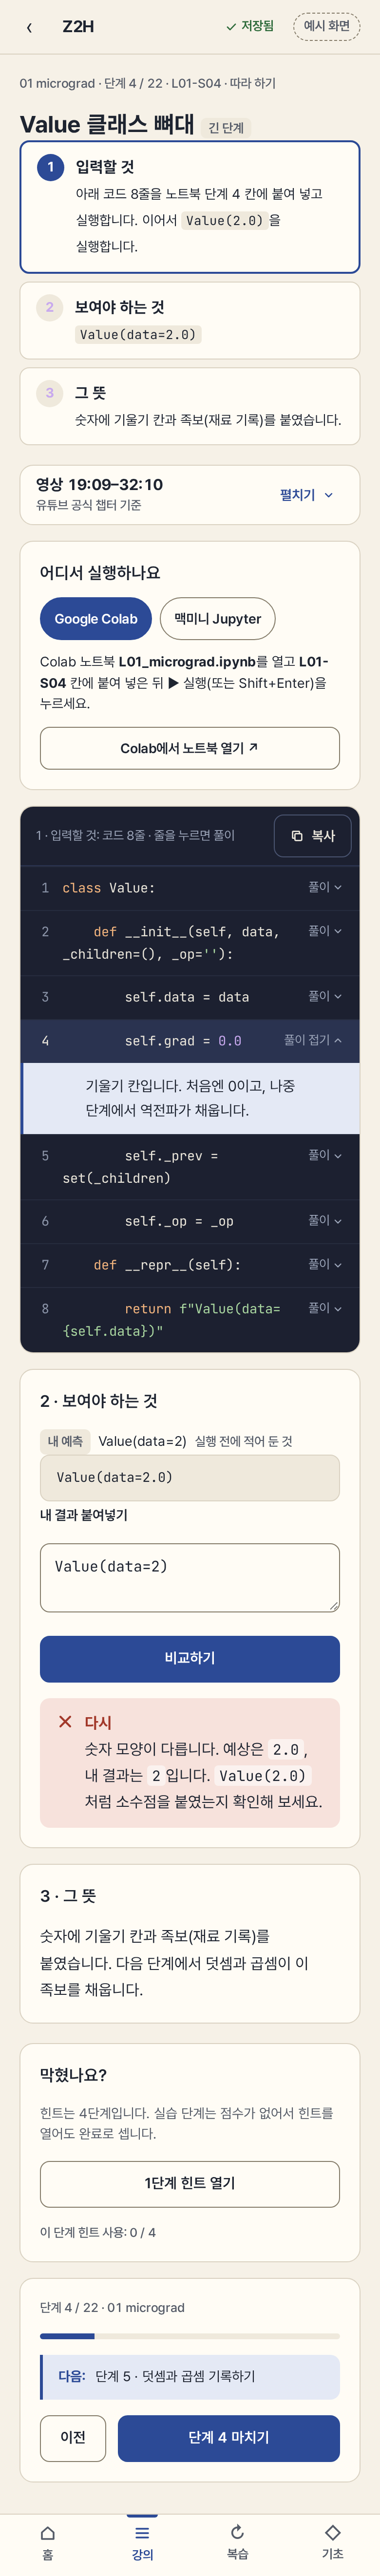 ‹ Z2H ✓ 저장됨 예시 화면
01 micrograd · 단계 4 / 22 · L01-S04 · 따라 하기
Value 클래스 뼈대 긴 단계
1 입력할 것
아래 코드 8줄을 노트북 단계 4 칸에 붙여 넣고
실행합니다. 이어서 Value(2.0) 을
실행합니다.
2 보여야 하는 것
Value(data=2.0)
3 그 뜻
숫자에 기울기 칸과 족보(재료 기록)를 붙였습니다.
영상 19:09–32:10
유튜브 공식 챕터 기준
펼치기
어디서 실행하나요
Google Colab 맥미니 Jupyter
Colab 노트북 L01_micrograd.ipynb를 열고 L01-
S04 칸에 붙여 넣은 뒤 ▶ 실행(또는 Shift+Enter)을
누르세요.
Colab에서 노트북 열기 ↗
1 · 입력할 것: 코드 8줄 · 줄을 누르면 풀이 복사
1 class Value: 풀이
2 def __init__(self, data, 풀이
_children=(), _op=''):
3 self.data = data 풀이
4 self.grad = 0.0 풀이 접기
기울기 칸입니다. 처음엔 0이고, 나중
단계에서 역전파가 채웁니다.
5 self._prev = 풀이
set(_children)
6 self._op = _op 풀이
7 def __repr__(self): 풀이
8 return f"Value(data= 풀이
{self.data})"
2 · 보여야 하는 것
내 예측 Value(data=2) 실행 전에 적어 둔 것
Value(data=2.0)
내 결과 붙여넣기
Value(data=2)
비교하기
✕ 다시
숫자 모양이 다릅니다. 예상은 2.0 ,
내 결과는 2 입니다. Value(2.0)
처럼 소수점을 붙였는지 확인해 보세요.
3 · 그 뜻
숫자에 기울기 칸과 족보(재료 기록)를
붙였습니다. 다음 단계에서 덧셈과 곱셈이 이
족보를 채웁니다.
막혔나요?
힌트는 4단계입니다. 실습 단계는 점수가 없어서 힌트를
열어도 완료로 셉니다.
1단계 힌트 열기
이 단계 힌트 사용: 0 / 4
단계 4 / 22 · 01 micrograd
다음: 단계 5 · 덧셈과 곱셈 기록하기
이전 단계 4 마치기
홈 강의 복습 기초